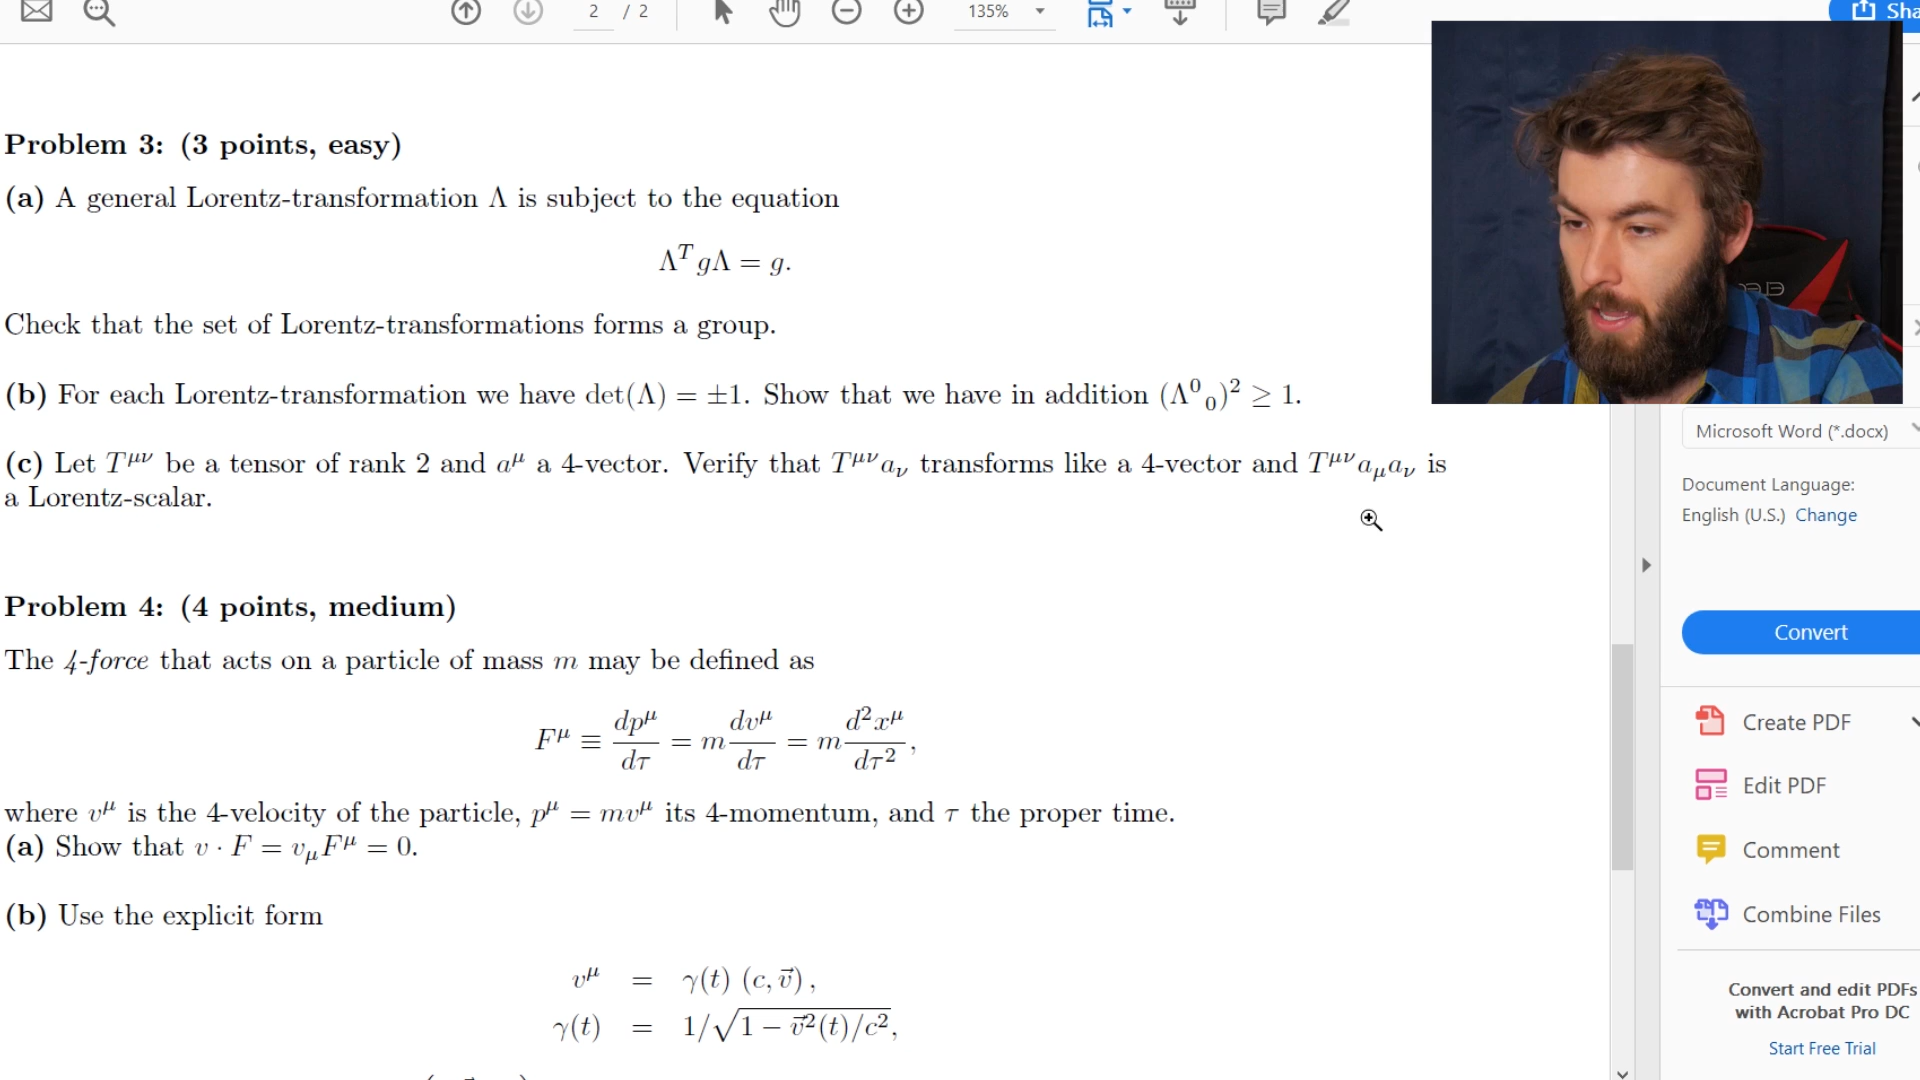 2 / 2 135% Sha
Problem 3: (3 points, easy)
(a) A general Lorentz-transformation Λ is subject to the equation
Λ^T gΛ = g.
Check that the set of Lorentz-transformations forms a group.
(b) For each Lorentz-transformation we have det(Λ) = ±1. Show that we have in addition (Λ^0_0)^2 ≥ 1.
(c) Let T^{μν} be a tensor of rank 2 and a^μ a 4-vector. Verify that T^{μν}a_ν transforms like a 4-vector and T^{μν}a_μa_ν is
a Lorentz-scalar.
Problem 4: (4 points, medium)
The 4-force that acts on a particle of mass m may be defined as
F^μ ≡ dp^μ/dτ = m dv^μ/dτ = m d^2x^μ/dτ^2,
where v^μ is the 4-velocity of the particle, p^μ = mv^μ its 4-momentum, and τ the proper time.
(a) Show that v · F = v_μF^μ = 0.
(b) Use the explicit form
v^μ = γ(t) (c, v⃗),
γ(t) = 1/√(1 − v⃗^2(t)/c^2),
Microsoft Word (*.docx)
Document Language:
English (U.S.) Change
Convert
Create PDF
Edit PDF
Comment
Combine Files
Convert and edit PDFs
with Acrobat Pro DC
Start Free Trial